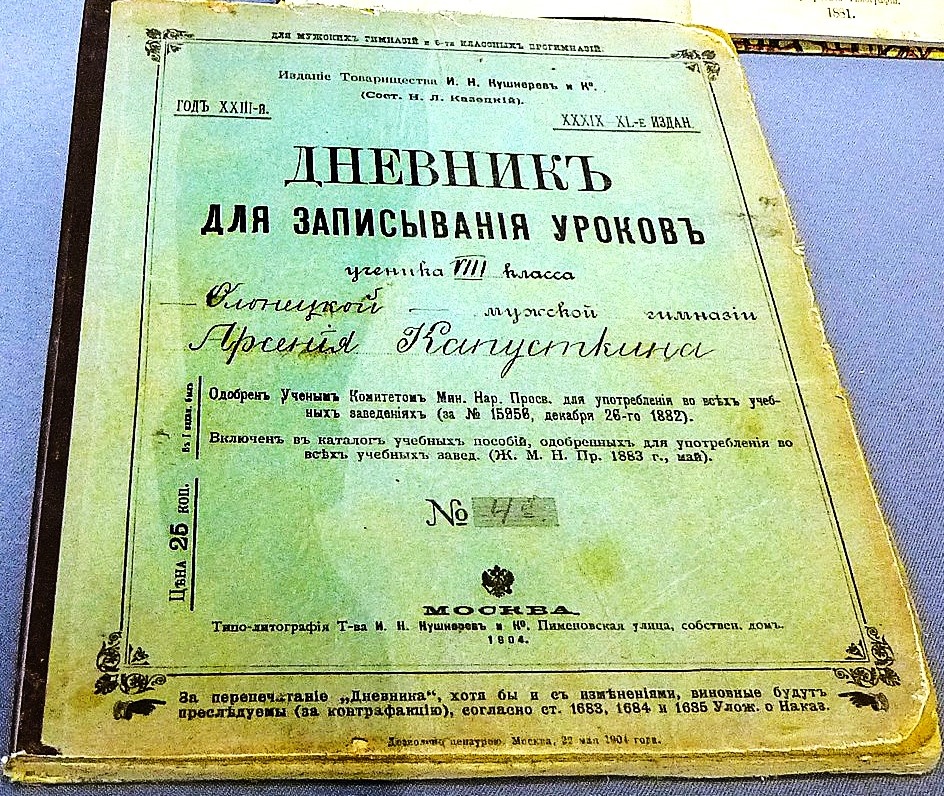 1881.
ДЛЯ МУЖСКИХЪ ГИМНАЗІЙ и 6-ти КЛАССНЫХЪ ПРОГИМНАЗІЙ.
Изданіе Товарищества И. Н. Кушнеревъ и Ко.
(Сост. Н. Л. Казецкій).
ГОДЪ XXIII-й.
XXXIX XL-е ИЗДАН.
ДНЕВНИКЪ
ДЛЯ ЗАПИСЫВАНІЯ УРОКОВЪ
ученика VIII класса
Олонецкой мужской гимназіи
Арсенія Капусткина
Одобренъ Ученымъ Комитетомъ Мин. Нар. Просв. для употребленія во всѣхъ учеб-
ныхъ заведеніяхъ (за № 15956, декабря 26-го 1882).
Включенъ въ каталогъ учебныхъ пособій, одобренныхъ для употребленія во
всѣхъ учебныхъ завед. (Ж. М. Н. Пр. 1883 г., май).
ЦѢНА 25 КОП.
№
МОСКВА.
Типо-литографія Т-ва И. Н. Кушнеревъ и Ко. Пименовская улица, собствен. домъ.
1904.
За перепечатаніе „Дневника“, хотя бы и съ измѣненіями, виновные будутъ
преслѣдуемы (за контрафакцію), согласно ст. 1683, 1684 и 1685 Улож. о Наказ.
Дозволено цензурою. Москва, 22 мая 1904 года.